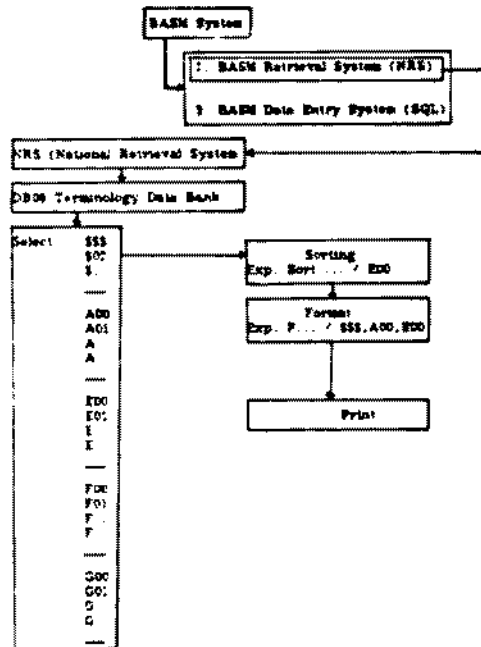 BASM System
1. BASM Retrieval System (NRS)
BASM Data Entry System (SQL)
NRS (National Retrieval System
DB08 Terminology Data Bank
Select $$$
$01
$.
A00
A01
A
A
E00
E01
E
E
F00
F01
F..
F
G00
G01
G
G
Sorting
Exp. Sort ... / E00
Format
Exp. F... / $$$,A00,E00
Print